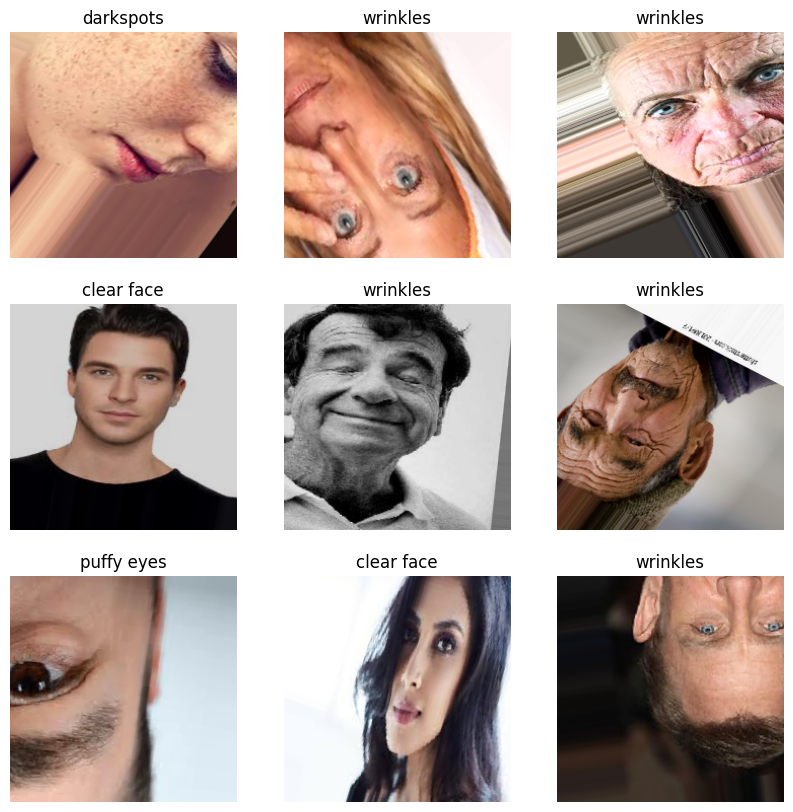 darkspots
wrinkles
wrinkles
clear face
wrinkles
wrinkles
puffy eyes
clear face
wrinkles